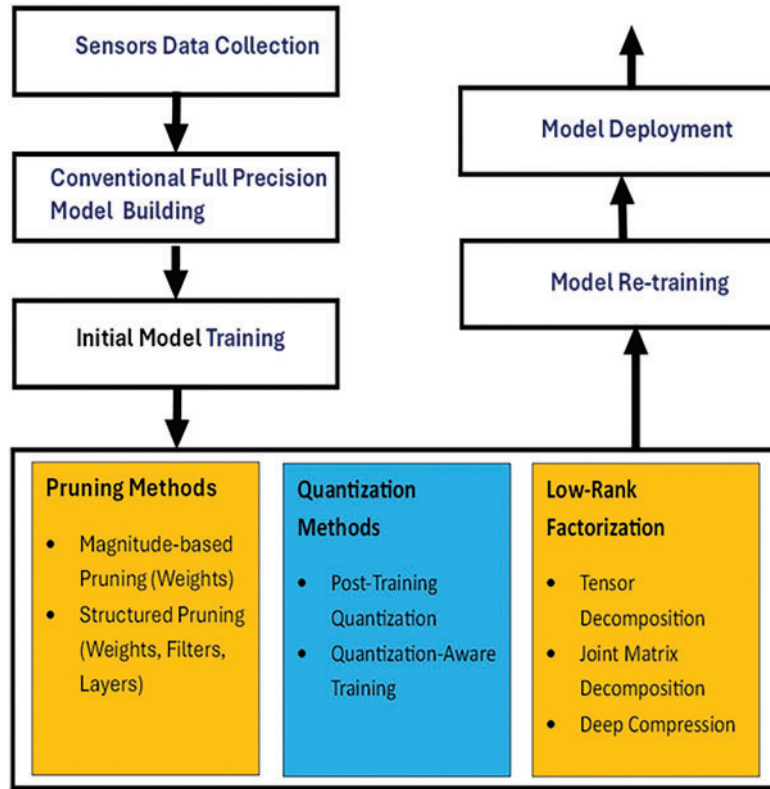 Sensors Data Collection
Conventional Full Precision
Model Building
Initial Model Training
Model Deployment
Model Re-training
Pruning Methods
• Magnitude-based
Pruning (Weights)
• Structured Pruning
(Weights, Filters,
Layers)
Quantization
Methods
• Post-Training
Quantization
• Quantization-Aware
Training
Low-Rank
Factorization
• Tensor
Decomposition
• Joint Matrix
Decomposition
• Deep Compression